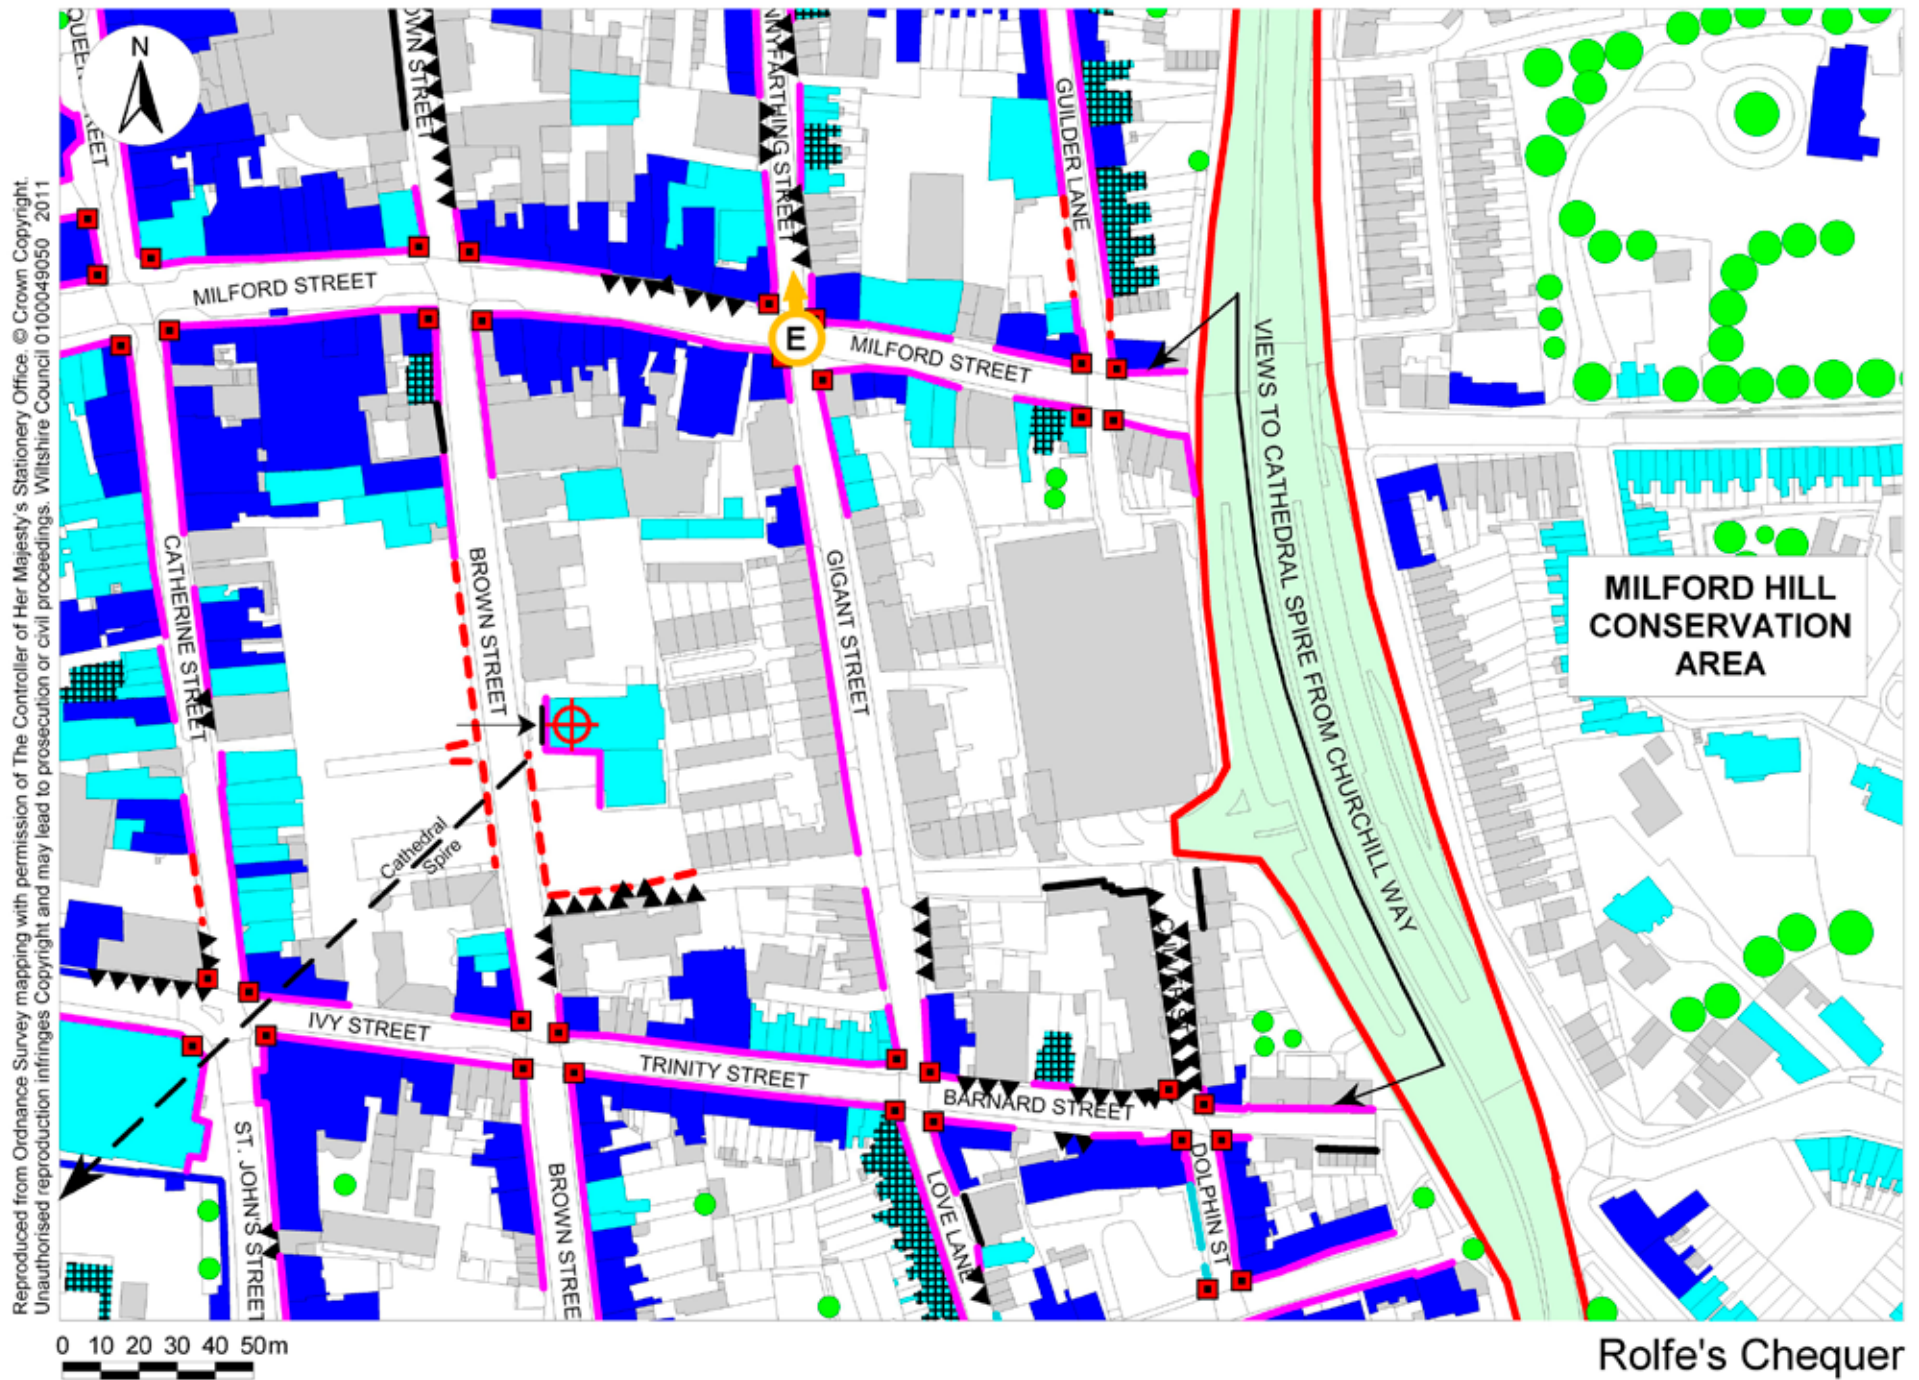 Reproduced from Ordnance Survey mapping with permission of The Controller of Her Majesty's Stationery Office. © Crown Copyright.
Unauthorised reproduction infringes Copyright and may lead to prosecution or civil proceedings. Wiltshire Council 0100049050 2011
N
OWN STREET
NNYFARTHING STREET
GUILDER LANE
MILFORD STREET
E
MILFORD STREET
VIEWS TO CATHEDRAL SPIRE FROM CHURCHILL WAY
CATHERINE STREET
BROWN STREET
GIGANT STREET
MILFORD HILL
CONSERVATION
AREA
Cathedral
Spire
IVY STREET
TRINITY STREET
BARNARD STREET
ST. JOHN'S STREET
BROWN STREE
LOVE LANE
DOLPHIN ST
0 10 20 30 40 50m
Rolfe's Chequer